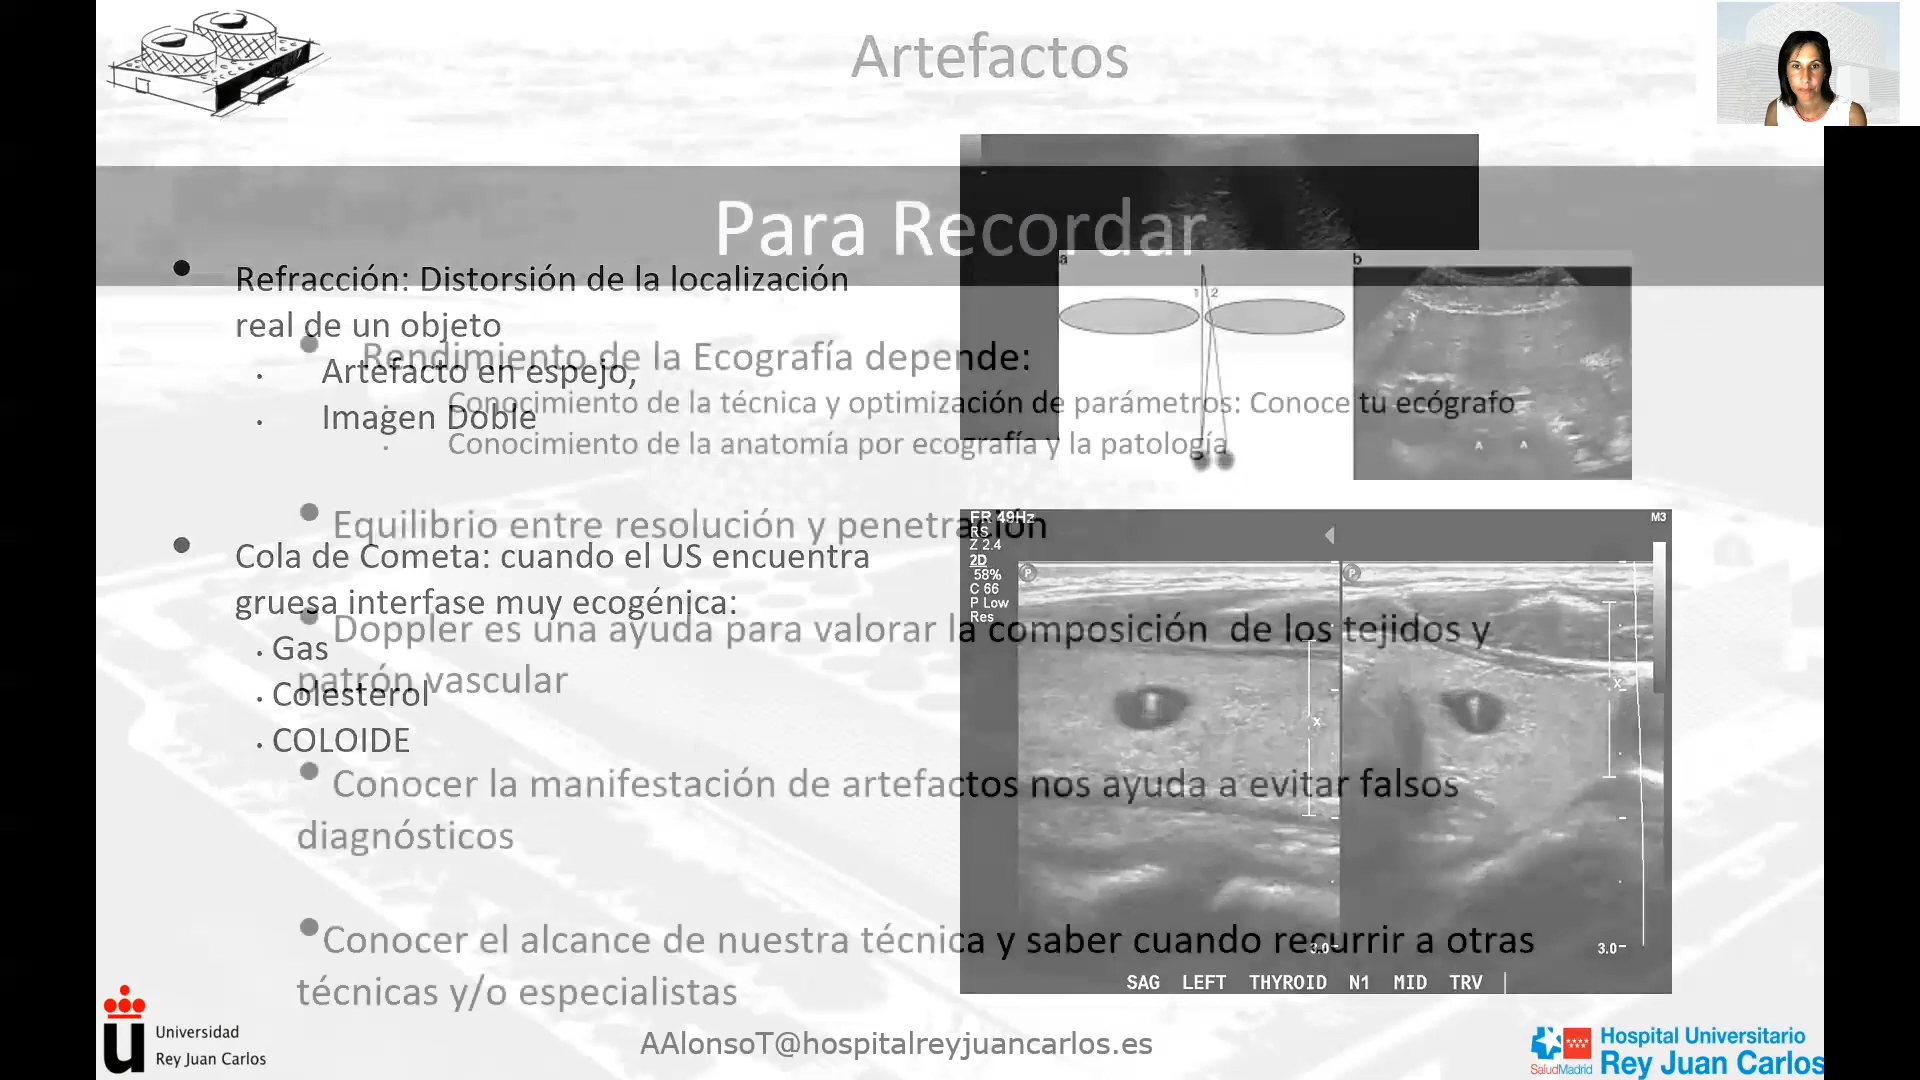 Artefactos
Para Recordar
Refracción: Distorsión de la localización
real de un objeto
Artefacto en espejo,
Imagen Doble
Cola de Cometa: cuando el US encuentra
gruesa interfase muy ecogénica:
Gas
Colesterol
COLOIDE
Rendimiento de la Ecografía depende:
Conocimiento de la técnica y optimización de parámetros: Conoce tu ecógrafo
Conocimiento de la anatomía por ecografía y la patología
Equilibrio entre resolución y penetración
Doppler es una ayuda para valorar la composición de los tejidos y
patrón vascular
Conocer la manifestación de artefactos nos ayuda a evitar falsos
diagnósticos
Conocer el alcance de nuestra técnica y saber cuando recurrir a otras
técnicas y/o especialistas
a
b
1 2
A A
FR 49Hz
RS
Z 2.4
2D
58%
C 66
P Low
Res
M3
P
P
X
X
3.0
3.0
SAG LEFT THYROID N1 MID TRV
Universidad
Rey Juan Carlos
AAlonsoT@hospitalreyjuancarlos.es
SaludMadrid
Hospital Universitario
Rey Juan Carlos